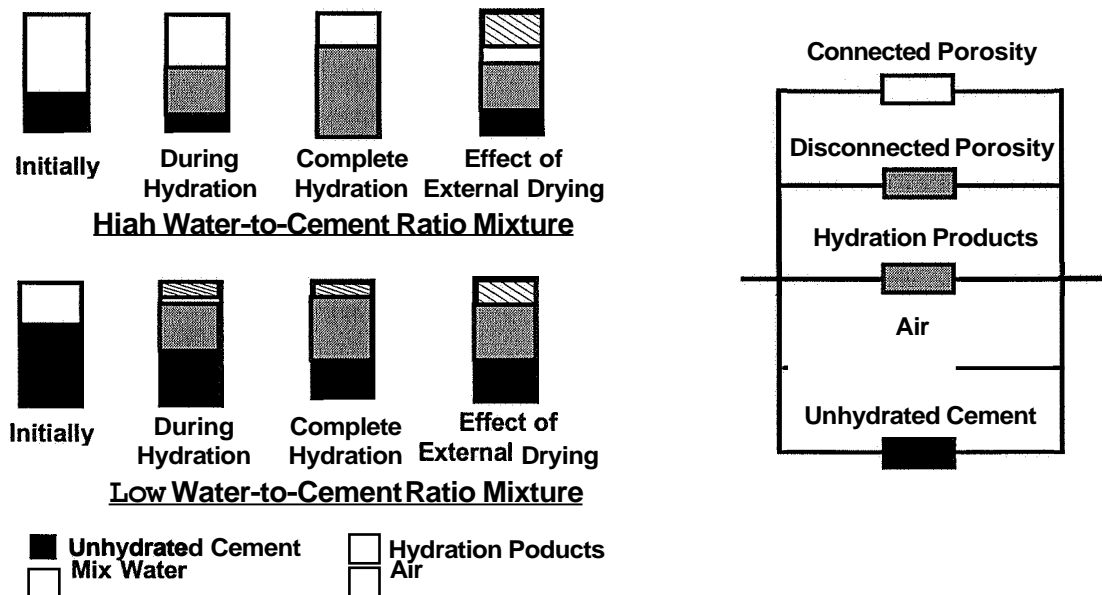 Initially
During
Hydration
Complete
Hydration
Effect of
External Drying
Hiah Water-to-Cement Ratio Mixture
Initially
During
Hydration
Complete
Hydration
Effect of
External Drying
Low Water-to-Cement Ratio Mixture
Unhydrated Cement
Mix Water
Hydration Poducts
Air
Connected Porosity
Disconnected Porosity
Hydration Products
Air
Unhydrated Cement